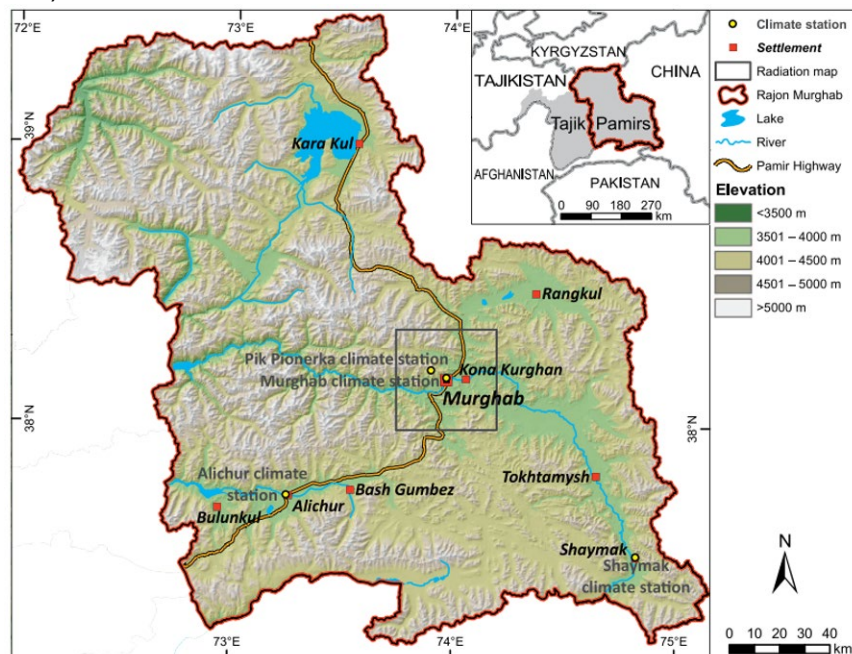 72°E
73°E
74°E
39°N
38°N
Kara Kul
Rangkul
Pik Pionerka climate station
Kona Kurghan
Murghab climate station
Murghab
Alichur climate
station
Alichur
Bash Gumbez
Bulunkul
Tokhtamysh
Shaymak
Shaymak
climate station
38°N
73°E
74°E
75°E
KYRGYZSTAN
CHINA
TAJIKISTAN
Tajik
Pamirs
AFGHANISTAN
PAKISTAN
0 90 180 270
km
Climate station
Settlement
Radiation map
Rajon Murghab
Lake
River
Pamir Highway
Elevation
<3500 m
3501 – 4000 m
4001 – 4500 m
4501 – 5000 m
>5000 m
N
0 10 20 30 40
km